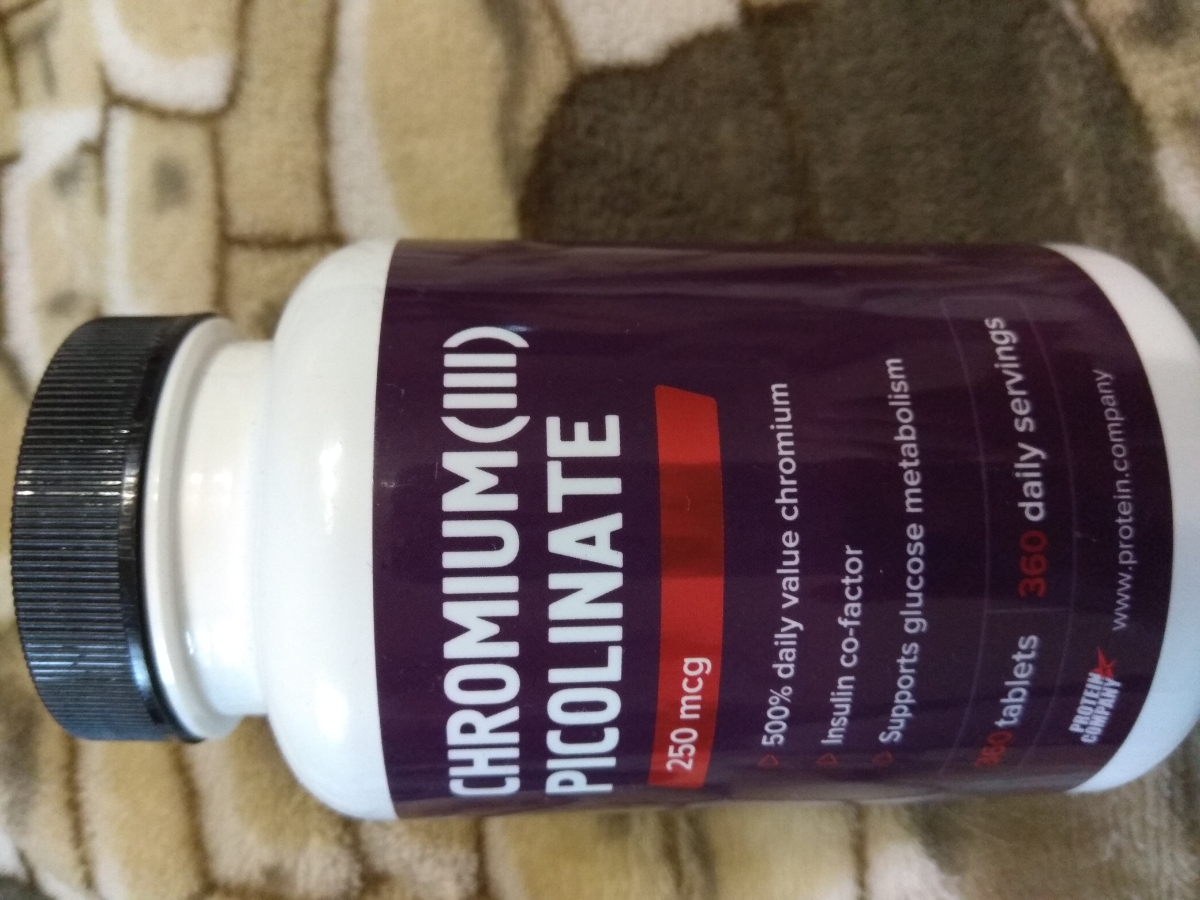 CHROMIUM(III)
PICOLINATE
250 mcg
500% daily value chromium
Insulin co-factor
Supports glucose metabolism
360 tablets 360 daily servings
PROTEIN
COMPANY
www.protein.company